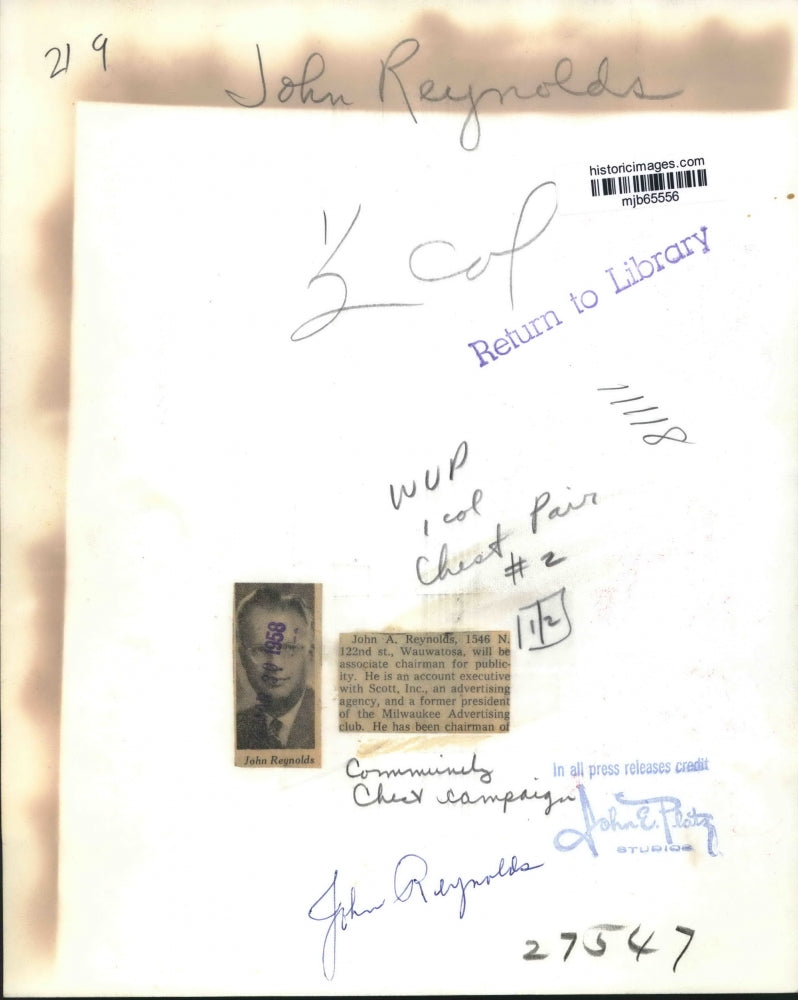 219
John Reynolds
historicimages.com
mjb65556
1/2 col
Return to Library
11118
WUP
1 col
Chest Pair
#2
1 1/2
1958
John Reynolds
John A. Reynolds, 1546 N.
122nd st., Wauwatosa, will be
associate chairman for public-
ity. He is an account executive
with Scott, Inc., an advertising
agency, and a former president
of the Milwaukee Advertising
club. He has been chairman of
Community
Chest campaign
In all press releases credit
John E. Platz
STUDIOS
John Reynolds
27547